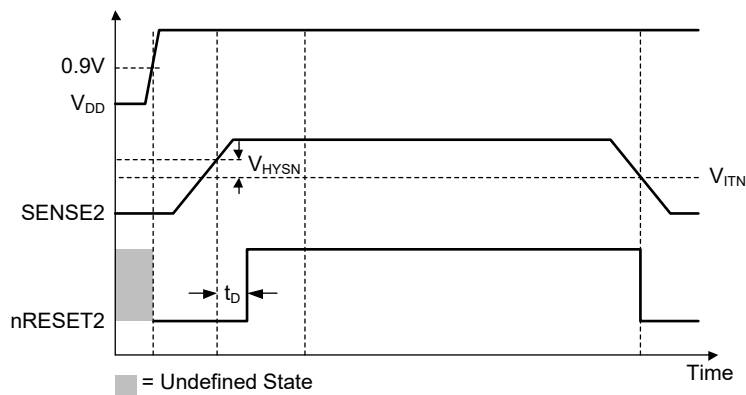 0.9V
VDD
VHYSN
VITN
SENSE2
tD
nRESET2
Time
= Undefined State